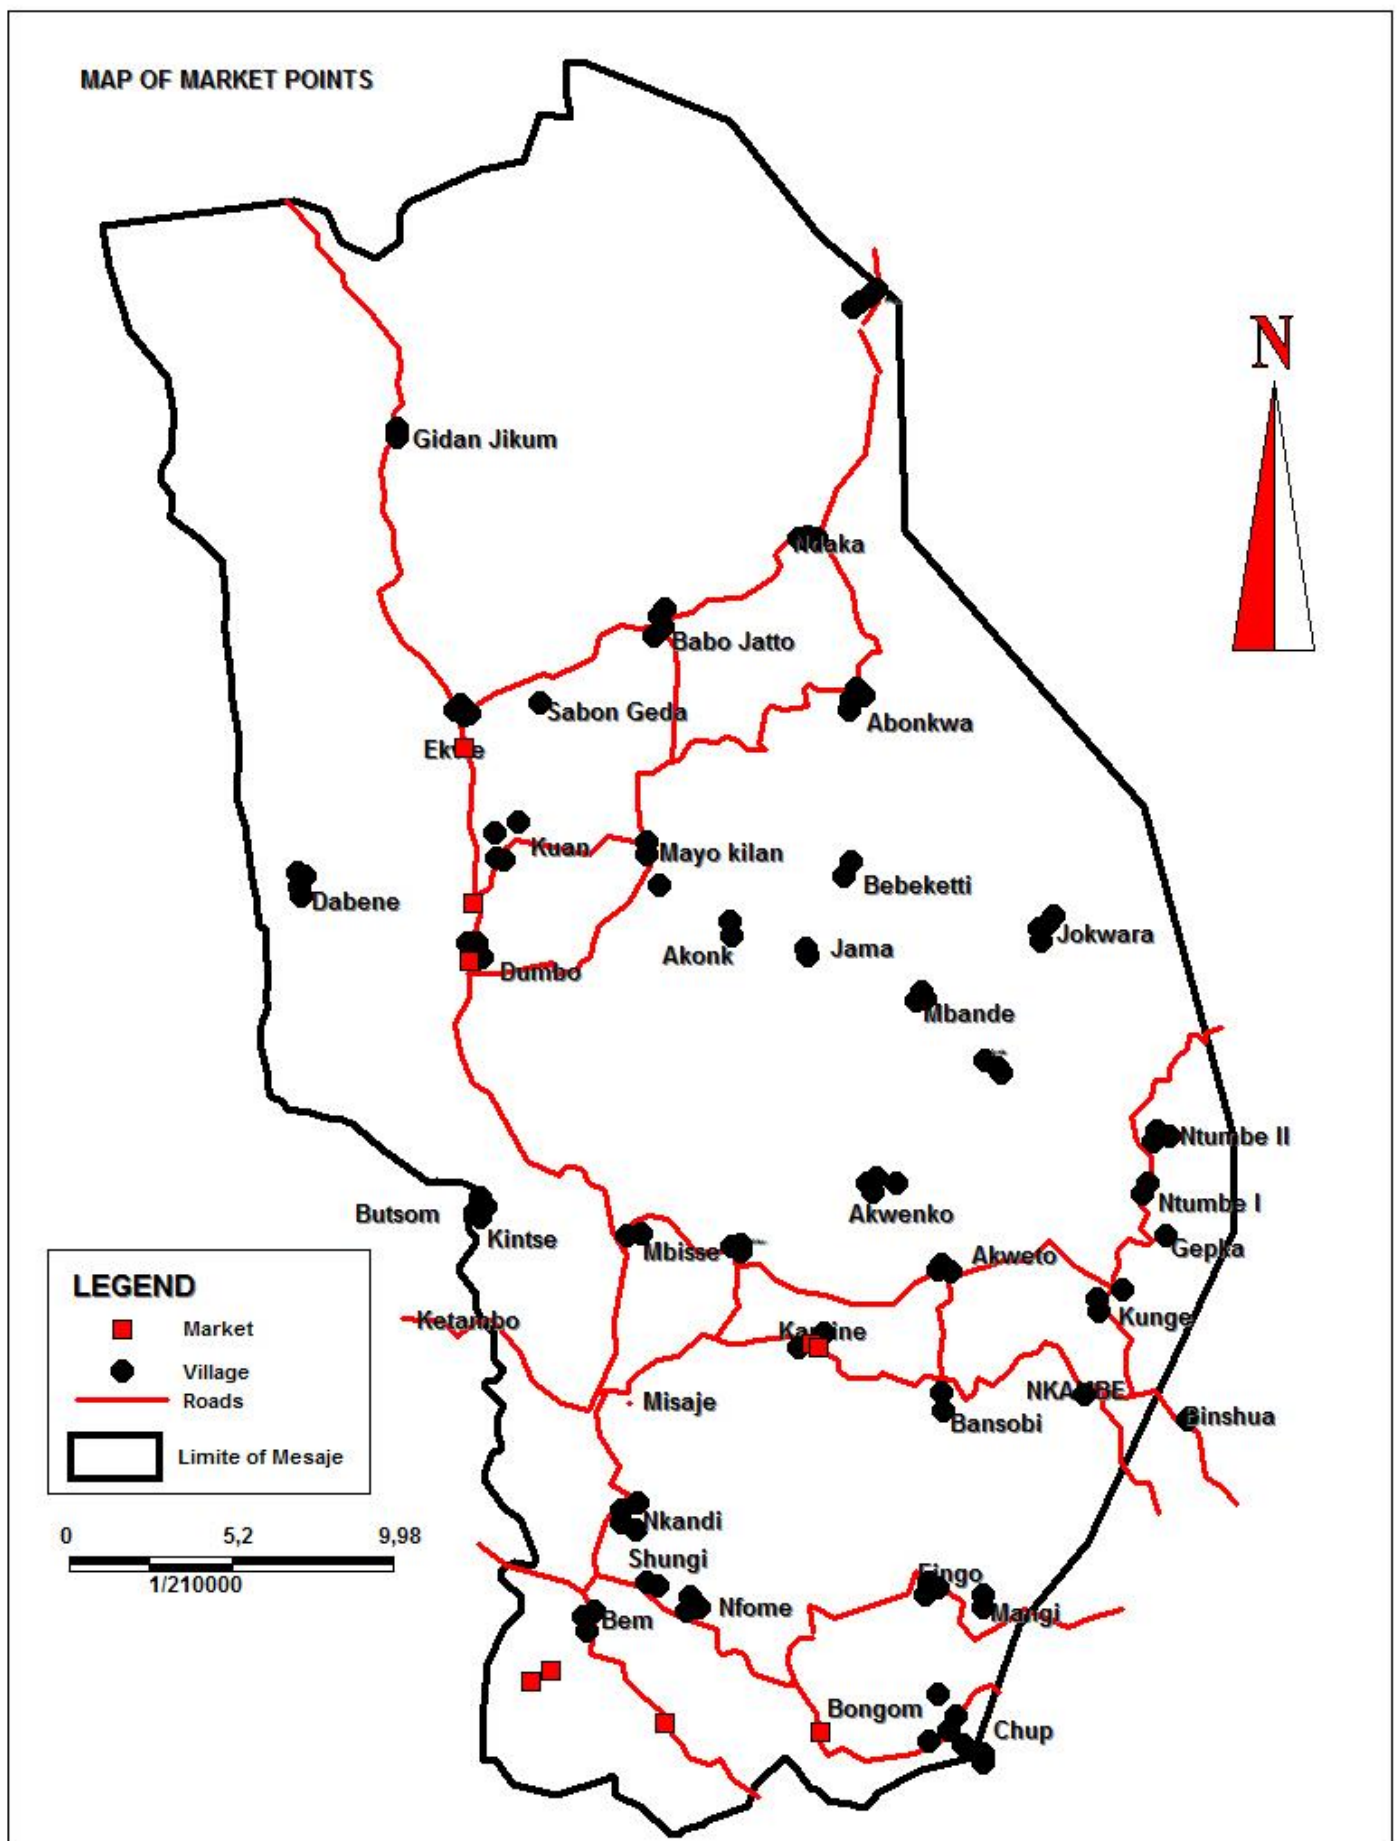 MAP OF MARKET POINTS
N
Gidan Jikum
Ndaka
Babo Jatto
Sabon Geda
Abonkwa
Ekwe
Kuan
Mayo kilan
Bebeketti
Dabene
Jokwara
Akonk
Jama
Dumbo
Mbande
Ntumbe II
Ntumbe I
Butsom
Akwenko
Kintse
Mbisse
Gepka
Akweto
LEGEND
Market
Village
Roads
Limite of Mesaje
Ketambo
Kunge
NKAMBE
Misaje
Bansobi
Binshua
Nkandi
0 5,2 9,98
1/210000
Shungi
Fingo
Nfome
Mangi
Bem
Bongom
Chup